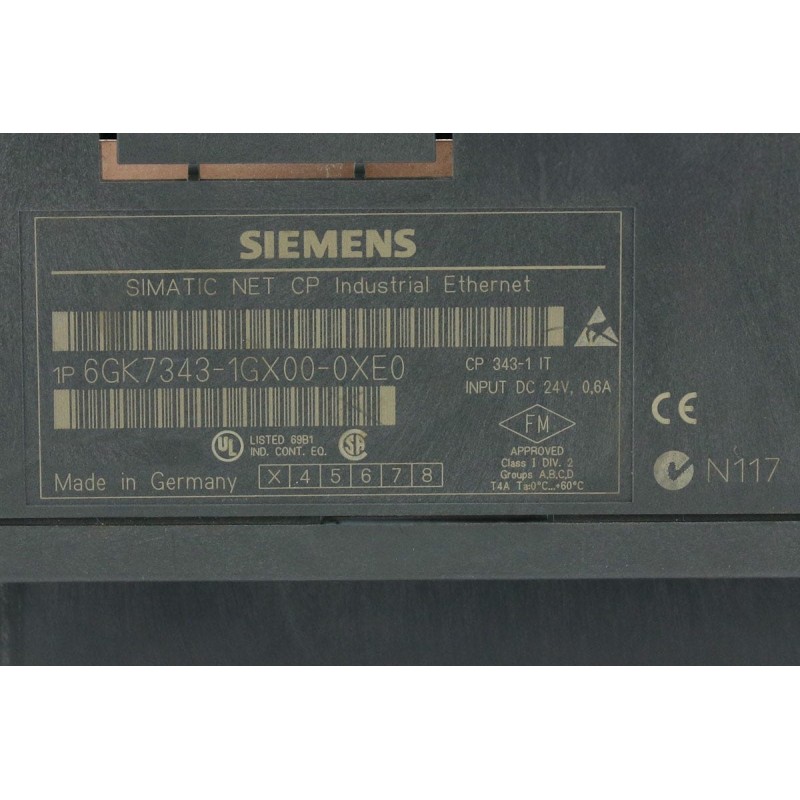 SIEMENS
SIMATIC NET CP Industrial Ethernet
1P 6GK7343-1GX00-0XE0
CP 343-1 IT
INPUT DC 24V, 0,6A
UL
LISTED 69B1
IND. CONT. EQ.
SA
FM
APPROVED
Class I DIV. 2
Groups A,B,C,D
T4A Ta:0°C...+60°C
Made in Germany
X .4 5 6 7 8
CE
N117